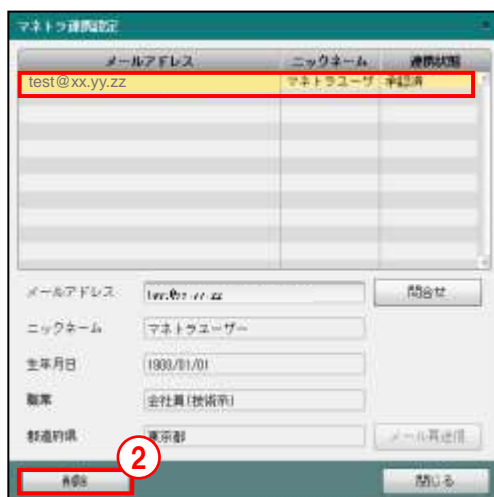 マネトラ連携設定
メールアドレス ニックネーム 連携状態
test@xx.yy.zz マネトラユーザ 承認済
メールアドレス 問合せ
ニックネーム マネトラユーザー
生年月日 1980/01/01
職業 会社員(技術系)
都道府県 東京都 メール再送信
2
削除 閉じる